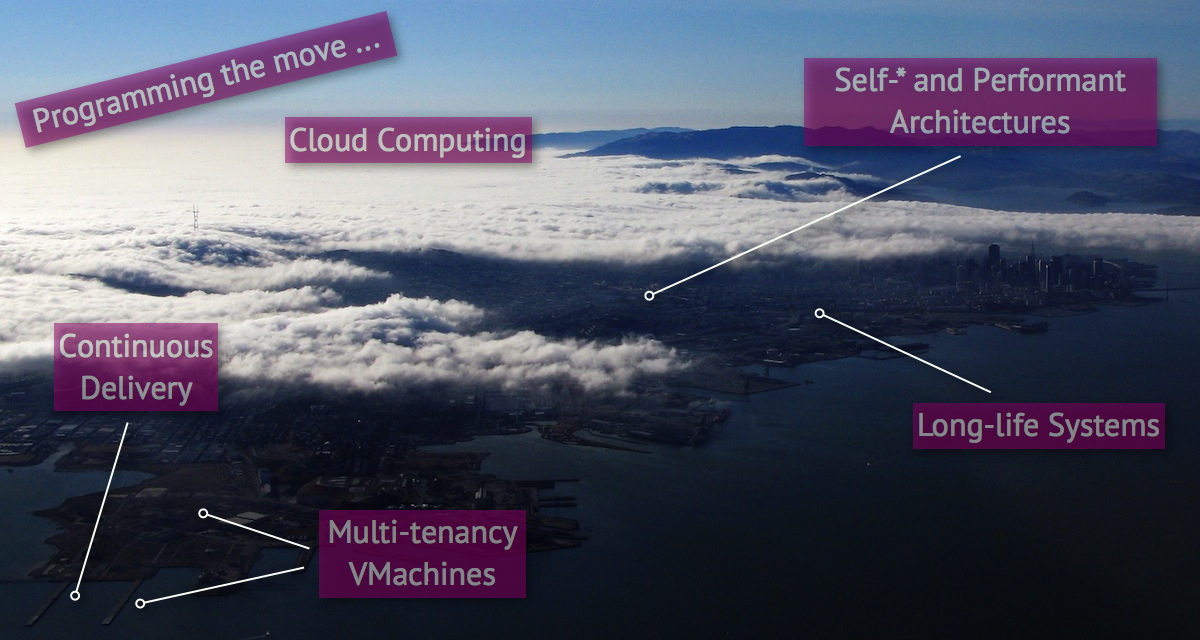 Programming the move ...
Cloud Computing
Self-* and Performant
Architectures
Continuous
Delivery
Long-life Systems
Multi-tenancy
VMachines